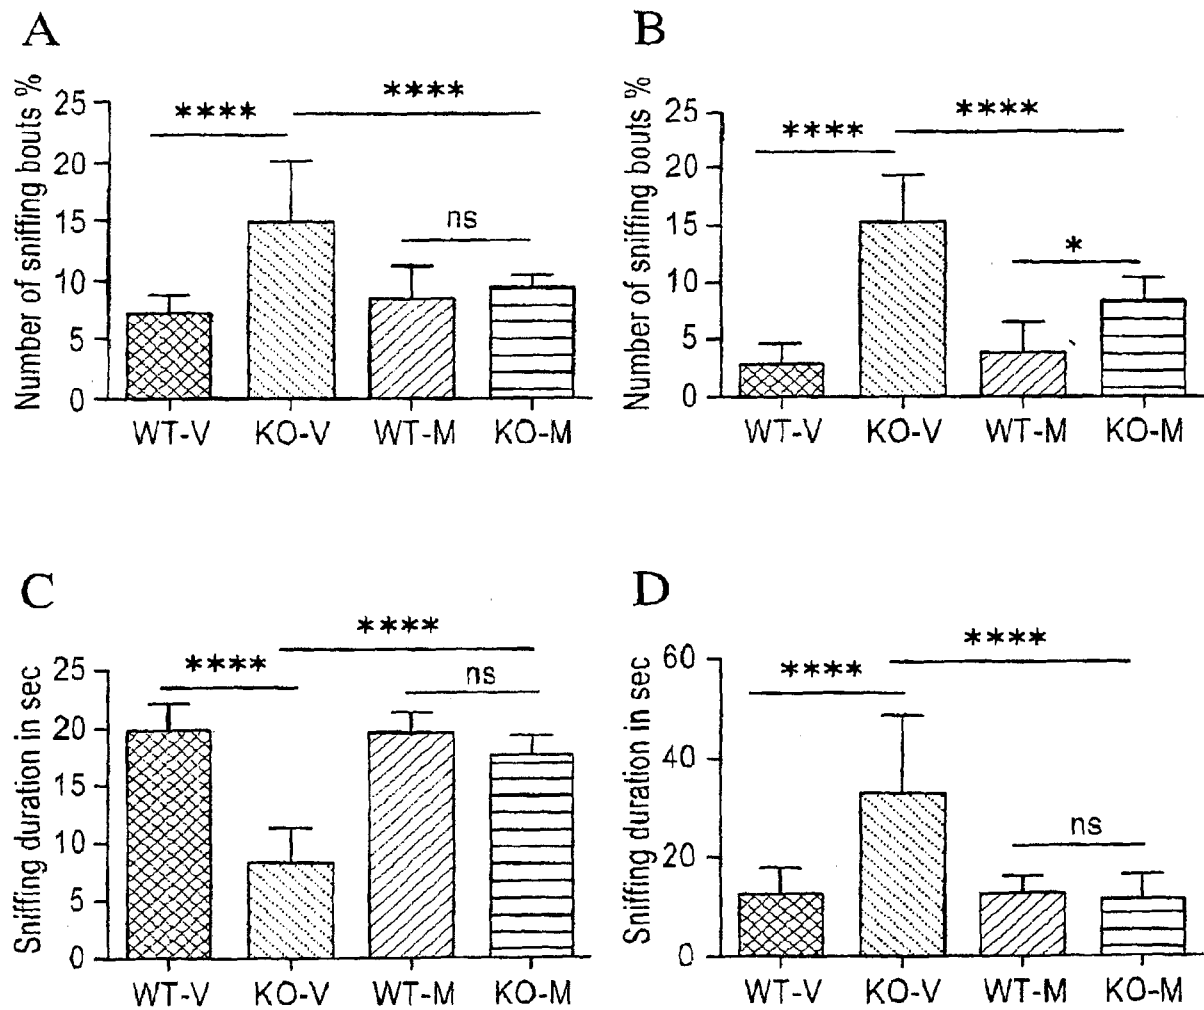 A
Number of sniffing bouts %
25
20
15
10
5
0
****
****
ns
WT-V KO-V WT-M KO-M
B
Number of sniffing bouts %
25
20
15
10
5
0
****
****
*
WT-V KO-V WT-M KO-M
C
Sniffing duration in sec
25
20
15
10
5
0
****
****
ns
WT-V KO-V WT-M KO-M
D
Sniffing duration in sec
60
40
20
0
****
****
ns
WT-V KO-V WT-M KO-M